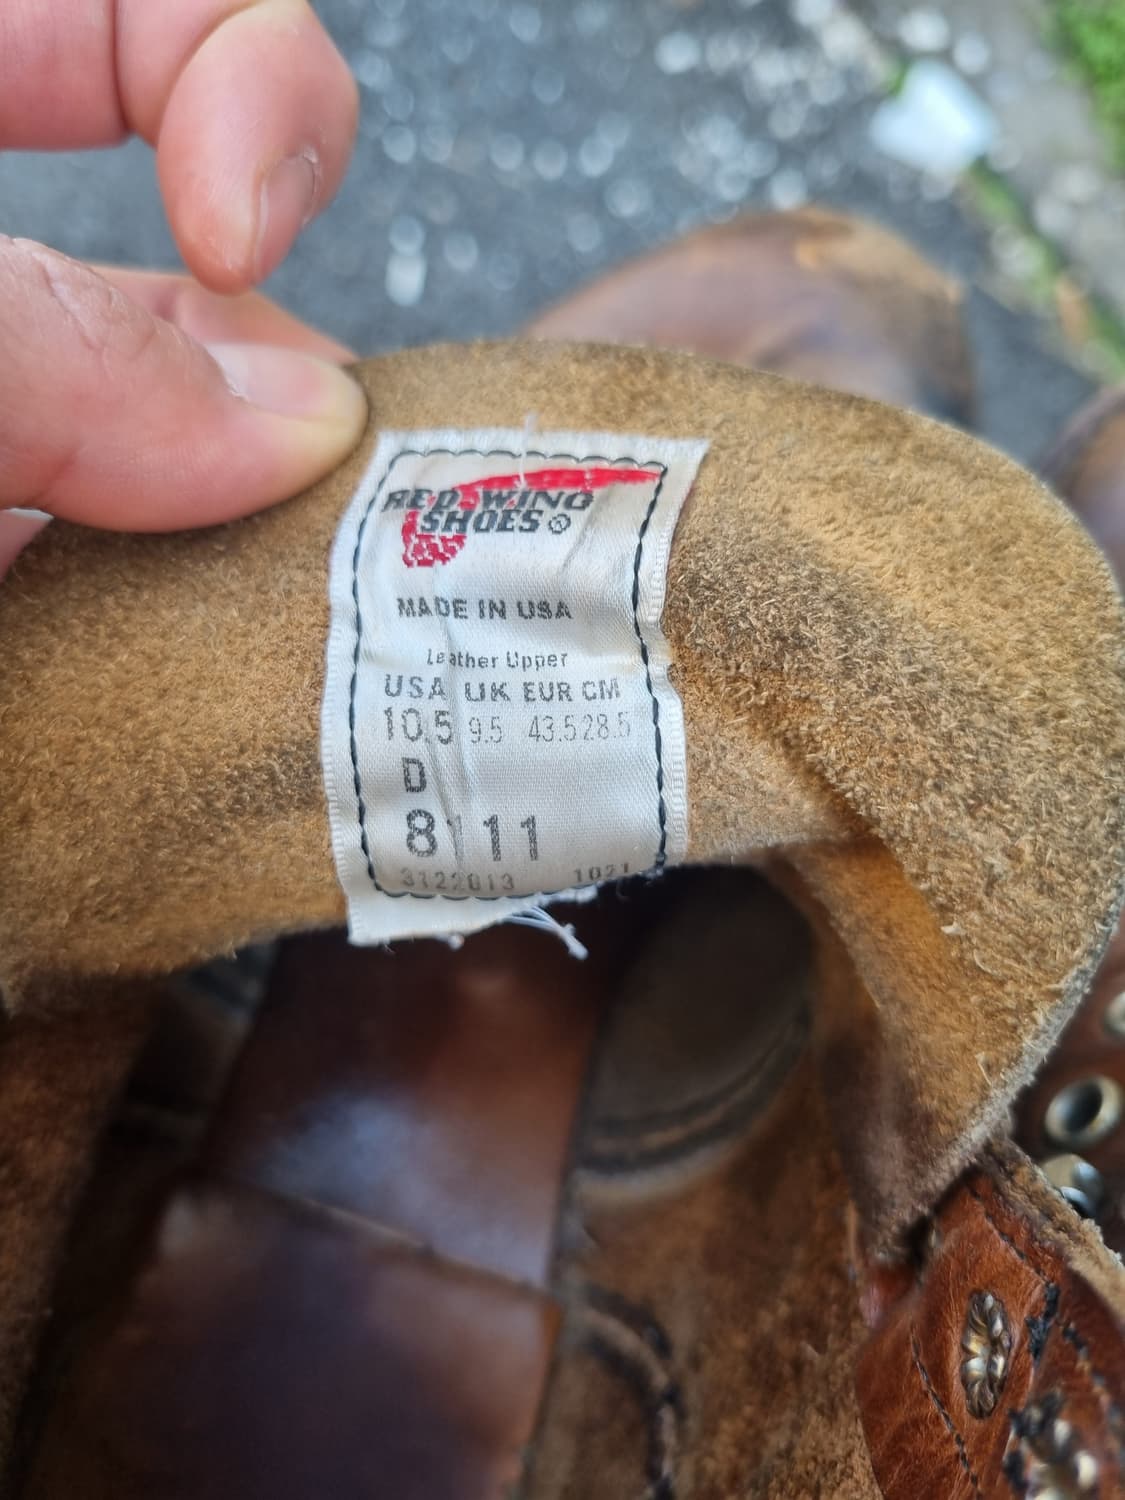 RED WING
SHOES®
MADE IN USA
Leather Upper
USA UK EUR CM
10.5 9.5 43.5 28.5
D
8111
3122013 1021